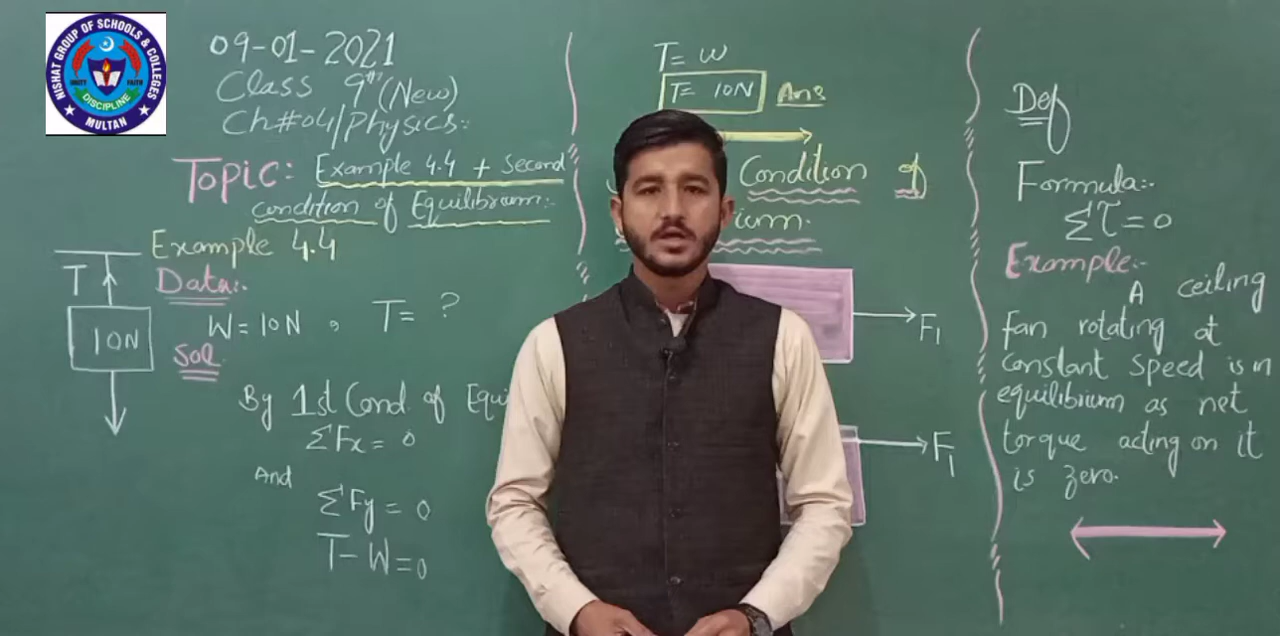 NISHAT GROUP OF SCHOOLS & COLLEGES
UNITY FAITH
DISCIPLINE
MULTAN
09-01-2021
Class 9th (New)
Ch#04/Physics:
Topic: Example 4.4 + Second
condition of Equilibrium:-
Example 4.4
T
10N
Data:-
W= 10N , T= ?
Sol
By 1st Cond. of Equi
ΣFx = 0
And
ΣFy = 0
T- W=0
T= W
T= 10N Ans
Condition of
ium.
F1
F1
Def
Formula:-
Στ=0
Example:-
A ceiling
fan rotating at
constant speed is in
equilibrium as net
torque acting on it
is zero.